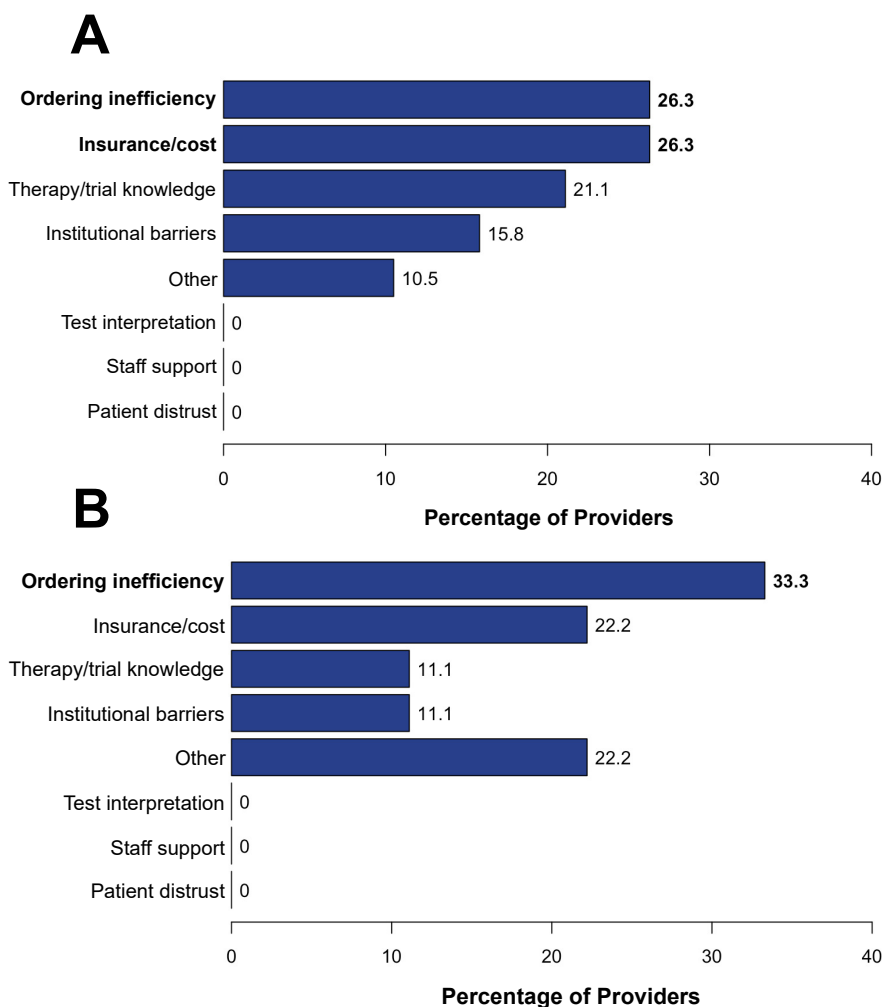 A
Ordering inefficiency 26.3
Insurance/cost 26.3
Therapy/trial knowledge 21.1
Institutional barriers 15.8
Other 10.5
Test interpretation 0
Staff support 0
Patient distrust 0
0 10 20 30 40
Percentage of Providers
B
Ordering inefficiency 33.3
Insurance/cost 22.2
Therapy/trial knowledge 11.1
Institutional barriers 11.1
Other 22.2
Test interpretation 0
Staff support 0
Patient distrust 0
0 10 20 30 40
Percentage of Providers